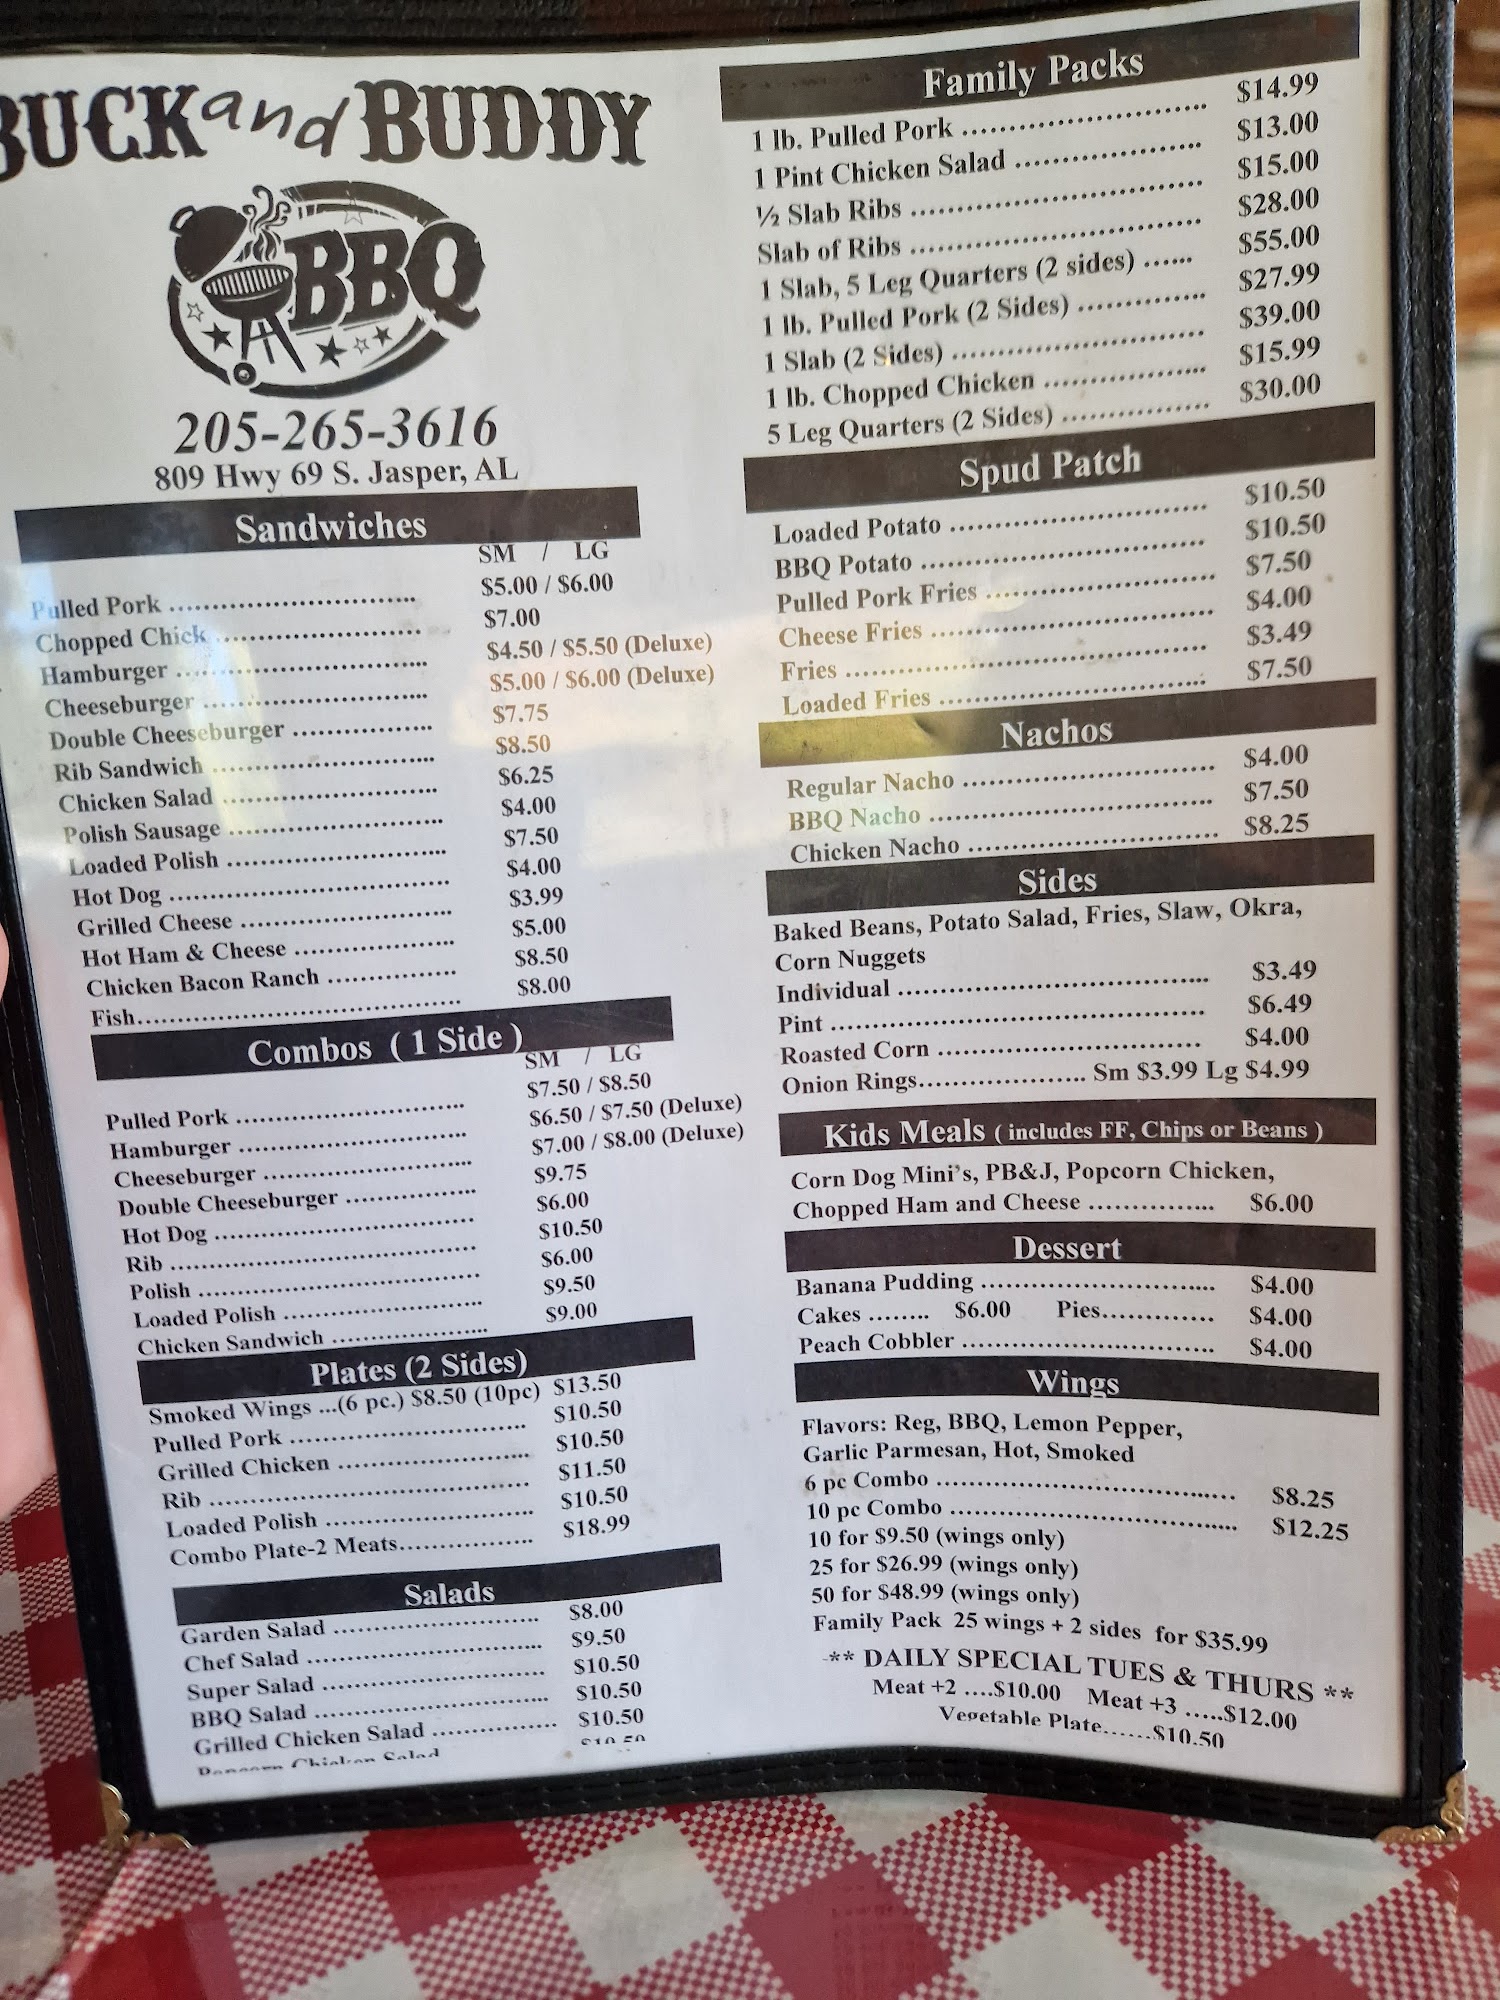 BUCK and BUDDY
BBQ
205-265-3616
809 Hwy 69 S. Jasper, AL
Sandwiches
SM / LG
Pulled Pork ........ $5.00 / $6.00
Chopped Chick ........ $7.00
Hamburger ........ $4.50 / $5.50 (Deluxe)
Cheeseburger ........ $5.00 / $6.00 (Deluxe)
Double Cheeseburger ........ $7.75
Rib Sandwich ........ $8.50
Chicken Salad ........ $6.25
Polish Sausage ........ $4.00
Loaded Polish ........ $7.50
Hot Dog ........ $4.00
Grilled Cheese ........ $3.99
Hot Ham & Cheese ........ $5.00
Chicken Bacon Ranch ........ $8.50
Fish........ $8.00
Combos ( 1 Side )
SM / LG
Pulled Pork ........ $7.50 / $8.50
Hamburger ........ $6.50 / $7.50 (Deluxe)
Cheeseburger ........ $7.00 / $8.00 (Deluxe)
Double Cheeseburger ........ $9.75
Hot Dog ........ $6.00
Rib ........ $10.50
Polish ........ $6.00
Loaded Polish ........ $9.50
Chicken Sandwich ........ $9.00
Plates (2 Sides)
Smoked Wings ...(6 pc.) $8.50 (10pc) $13.50
Pulled Pork ........ $10.50
Grilled Chicken ........ $10.50
Rib ........ $11.50
Loaded Polish ........ $10.50
Combo Plate-2 Meats........ $18.99
Salads
Garden Salad ........ $8.00
Chef Salad ........ $9.50
Super Salad ........ $10.50
BBQ Salad ........ $10.50
Grilled Chicken Salad ........ $10.50
Popcorn Chicken Salad $10.50
Family Packs
1 lb. Pulled Pork ........ $14.99
1 Pint Chicken Salad ........ $13.00
½ Slab Ribs ........ $15.00
Slab of Ribs ........ $28.00
1 Slab, 5 Leg Quarters (2 sides) ...... $55.00
1 lb. Pulled Pork (2 Sides) ........ $27.99
1 Slab (2 Sides) ........ $39.00
1 lb. Chopped Chicken ........ $15.99
5 Leg Quarters (2 Sides) ........ $30.00
Spud Patch
Loaded Potato ........ $10.50
BBQ Potato ........ $10.50
Pulled Pork Fries ........ $7.50
Cheese Fries ........ $4.00
Fries ........ $3.49
Loaded Fries ........ $7.50
Nachos
Regular Nacho ........ $4.00
BBQ Nacho ........ $7.50
Chicken Nacho ........ $8.25
Sides
Baked Beans, Potato Salad, Fries, Slaw, Okra,
Corn Nuggets
Individual ........ $3.49
Pint ........ $6.49
Roasted Corn ........ $4.00
Onion Rings........ Sm $3.99 Lg $4.99
Kids Meals ( includes FF, Chips or Beans )
Corn Dog Mini's, PB&J, Popcorn Chicken,
Chopped Ham and Cheese ........ $6.00
Dessert
Banana Pudding ........ $4.00
Cakes ........ $6.00 Pies........ $4.00
Peach Cobbler ........ $4.00
Wings
Flavors: Reg, BBQ, Lemon Pepper,
Garlic Parmesan, Hot, Smoked
6 pc Combo ........ $8.25
10 pc Combo ........ $12.25
10 for $9.50 (wings only)
25 for $26.99 (wings only)
50 for $48.99 (wings only)
Family Pack 25 wings + 2 sides for $35.99
** DAILY SPECIAL TUES & THURS **
Meat +2 ....$10.00 Meat +3 .....$12.00
Vegetable Plate......$10.50